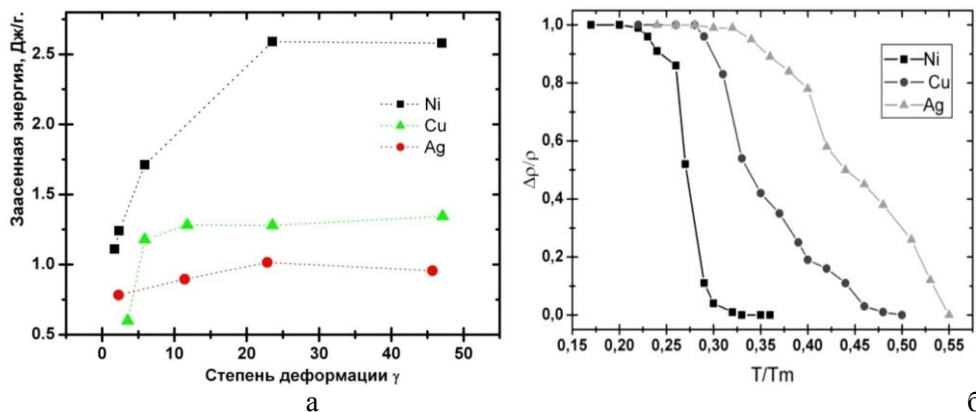 Заасенная энергия, Дж/г.
2.5
2.0
1.5
1.0
0.5
Ni
Cu
Ag
0
10
20
30
40
50
Степень деформации γ
а
Δρ/ρ
1,0
0,8
0,6
0,4
0,2
0,0
Ni
Cu
Ag
0,15
0,20
0,25
0,30
0,35
0,40
0,45
0,50
0,55
T/Tm
б